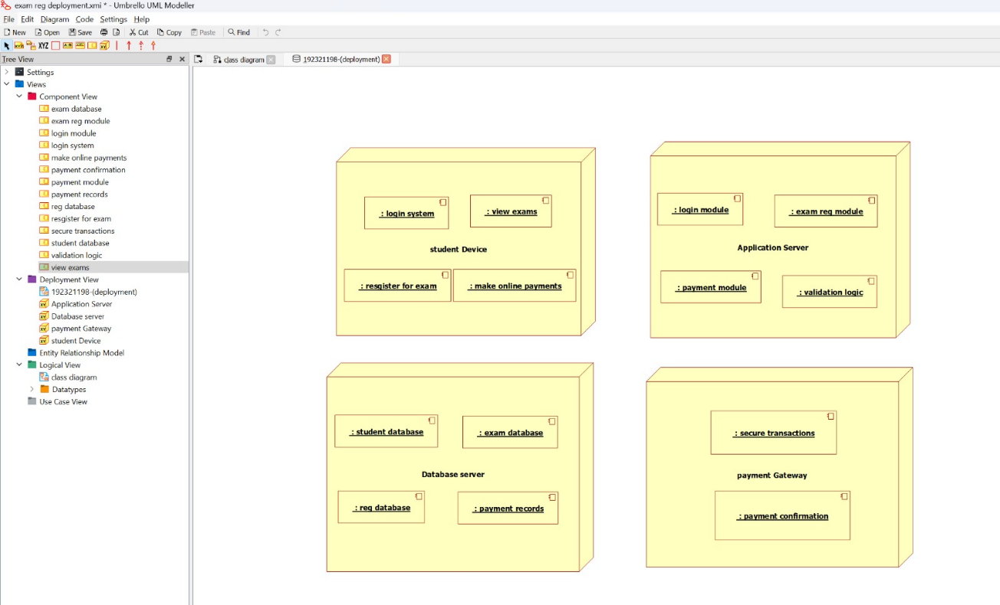 exam reg deployment.xmi * - Umbrello UML Modeller
File Edit Diagram Code Settings Help
New Open Save Cut Copy Paste Find
XYZ
Tree View
class diagram
192321198-(deployment)
Settings
Views
Component View
exam database
exam reg module
login module
login system
make online payments
payment confirmation
payment module
payment records
reg database
resgister for exam
secure transactions
student database
validation logic
view exams
Deployment View
192321198-(deployment)
Application Server
Database server
payment Gateway
student Device
Entity Relationship Model
Logical View
class diagram
Datatypes
Use Case View
: login system
: view exams
student Device
: resgister for exam
: make online payments
: login module
: exam reg module
Application Server
: payment module
: validation logic
: student database
: exam database
Database server
: reg database
: payment records
: secure transactions
payment Gateway
: payment confirmation